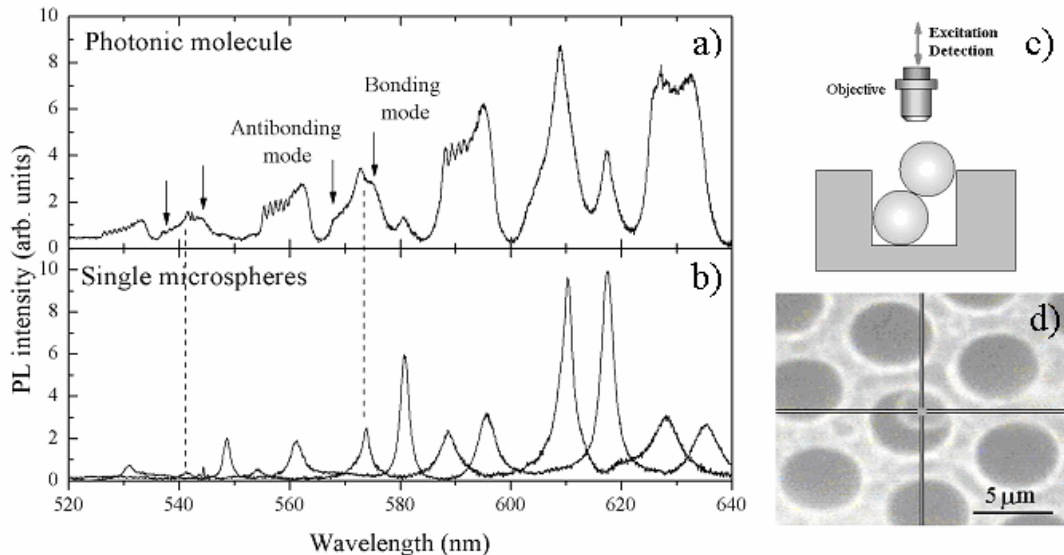 Photonic molecule
a)
10
8
6
4
2
0
Antibonding
mode
Bonding
mode
PL intensity (arb. units)
Single microspheres
b)
10
8
6
4
2
0
520
540
560
580
600
620
640
Wavelength (nm)
c)
Excitation
Detection
Objective
d)
5 μm